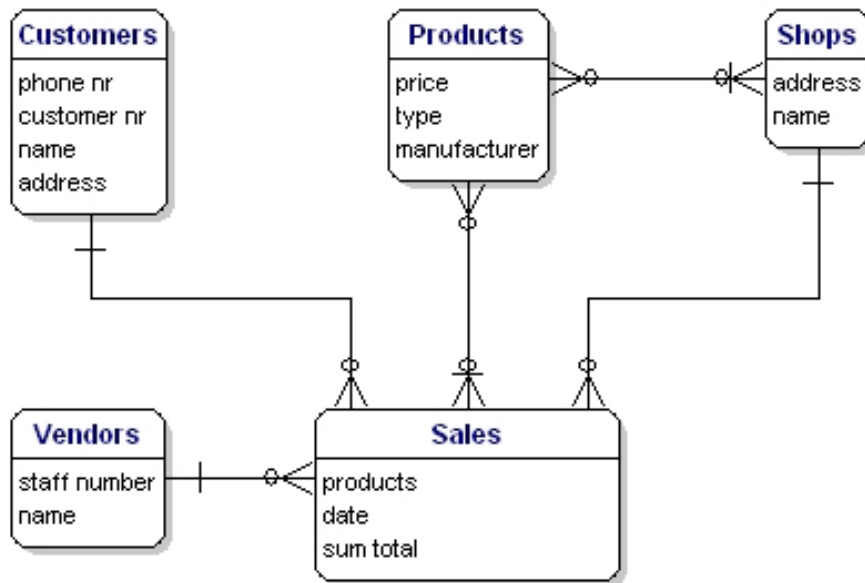 Customers
phone nr
customer nr
name
address
Products
price
type
manufacturer
Shops
address
name
Vendors
staff number
name
Sales
products
date
sum total